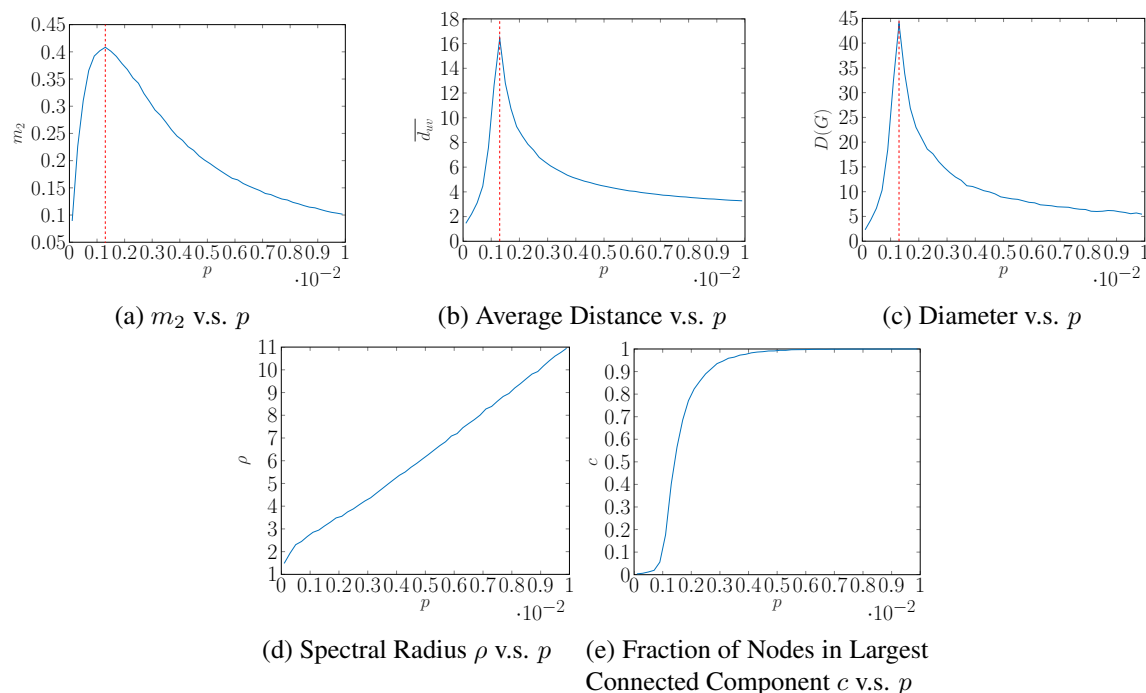 0.45
0.4
0.35
0.3
0.25
0.2
0.15
0.1
0.05
m₂
0 0.1 0.2 0.3 0.4 0.5 0.6 0.7 0.8 0.9 1
p
·10⁻²
(a) m₂ v.s. p
18
16
14
12
10
8
6
4
2
0
d_uv
0 0.1 0.2 0.3 0.4 0.5 0.6 0.7 0.8 0.9 1
p
·10⁻²
(b) Average Distance v.s. p
45
40
35
30
25
20
15
10
5
0
D(G)
0 0.1 0.2 0.3 0.4 0.5 0.6 0.7 0.8 0.9 1
p
·10⁻²
(c) Diameter v.s. p
11
10
9
8
7
6
5
4
3
2
1
ρ
0 0.1 0.2 0.3 0.4 0.5 0.6 0.7 0.8 0.9 1
p
·10⁻²
(d) Spectral Radius ρ v.s. p
1
0.9
0.8
0.7
0.6
0.5
0.4
0.3
0.2
0.1
0
c
0 0.1 0.2 0.3 0.4 0.5 0.6 0.7 0.8 0.9 1
p
·10⁻²
(e) Fraction of Nodes in Largest
Connected Component c v.s. p